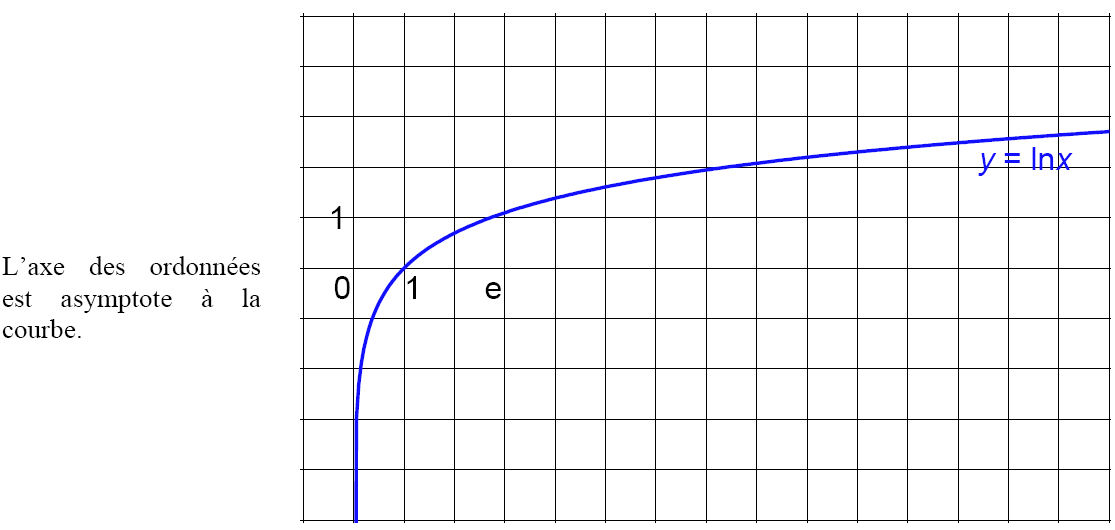 y = lnx
1
L’axe des ordonnées
est asymptote à la
courbe.
0 1 e